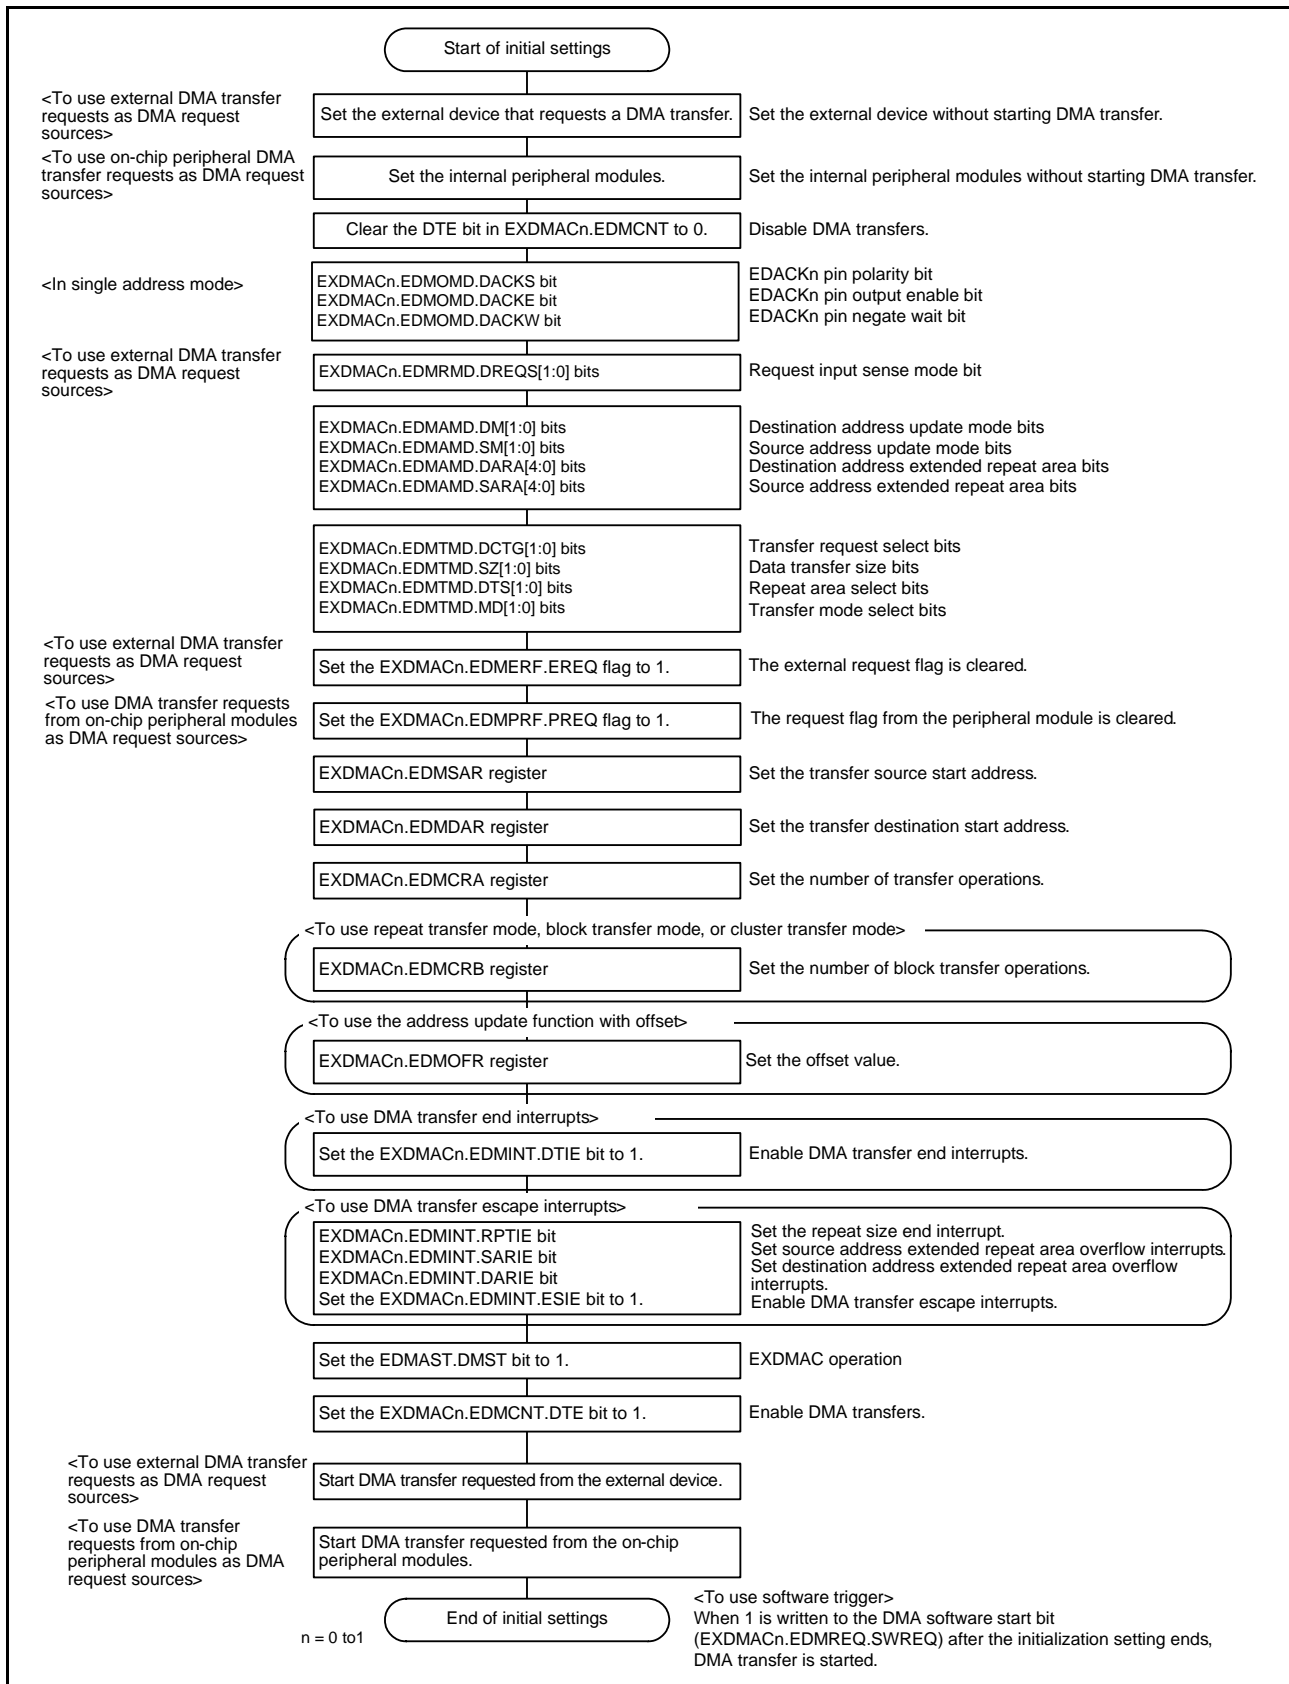 Start of initial settings
<To use external DMA transfer
requests as DMA request
sources>
Set the external device that requests a DMA transfer.
Set the external device without starting DMA transfer.
<To use on-chip peripheral DMA
transfer requests as DMA request
sources>
Set the internal peripheral modules.
Set the internal peripheral modules without starting DMA transfer.
Clear the DTE bit in EXDMACn.EDMCNT to 0.
Disable DMA transfers.
<In single address mode>
EXDMACn.EDMOMD.DACKS bit
EXDMACn.EDMOMD.DACKE bit
EXDMACn.EDMOMD.DACKW bit
EDACKn pin polarity bit
EDACKn pin output enable bit
EDACKn pin negate wait bit
<To use external DMA transfer
requests as DMA request
sources>
EXDMACn.EDMRMD.DREQS[1:0] bits
Request input sense mode bit
EXDMACn.EDMAMD.DM[1:0] bits
EXDMACn.EDMAMD.SM[1:0] bits
EXDMACn.EDMAMD.DARA[4:0] bits
EXDMACn.EDMAMD.SARA[4:0] bits
Destination address update mode bits
Source address update mode bits
Destination address extended repeat area bits
Source address extended repeat area bits
EXDMACn.EDMTMD.DCTG[1:0] bits
EXDMACn.EDMTMD.SZ[1:0] bits
EXDMACn.EDMTMD.DTS[1:0] bits
EXDMACn.EDMTMD.MD[1:0] bits
Transfer request select bits
Data transfer size bits
Repeat area select bits
Transfer mode select bits
<To use external DMA transfer
requests as DMA request
sources>
Set the EXDMACn.EDMERF.EREQ flag to 1.
The external request flag is cleared.
<To use DMA transfer requests
from on-chip peripheral modules
as DMA request sources>
Set the EXDMACn.EDMPRF.PREQ flag to 1.
The request flag from the peripheral module is cleared.
EXDMACn.EDMSAR register
Set the transfer source start address.
EXDMACn.EDMDAR register
Set the transfer destination start address.
EXDMACn.EDMCRA register
Set the number of transfer operations.
<To use repeat transfer mode, block transfer mode, or cluster transfer mode>
EXDMACn.EDMCRB register
Set the number of block transfer operations.
<To use the address update function with offset>
EXDMACn.EDMOFR register
Set the offset value.
<To use DMA transfer end interrupts>
Set the EXDMACn.EDMINT.DTIE bit to 1.
Enable DMA transfer end interrupts.
<To use DMA transfer escape interrupts>
EXDMACn.EDMINT.RPTIE bit
EXDMACn.EDMINT.SARIE bit
EXDMACn.EDMINT.DARIE bit
Set the EXDMACn.EDMINT.ESIE bit to 1.
Set the repeat size end interrupt.
Set source address extended repeat area overflow interrupts.
Set destination address extended repeat area overflow
interrupts.
Enable DMA transfer escape interrupts.
Set the EDMAST.DMST bit to 1.
EXDMAC operation
Set the EXDMACn.EDMCNT.DTE bit to 1.
Enable DMA transfers.
<To use external DMA transfer
requests as DMA request
sources>
Start DMA transfer requested from the external device.
<To use DMA transfer
requests from on-chip
peripheral modules as DMA
request sources>
Start DMA transfer requested from the on-chip
peripheral modules.
End of initial settings
n = 0 to1
<To use software trigger>
When 1 is written to the DMA software start bit
(EXDMACn.EDMREQ.SWREQ) after the initialization setting ends,
DMA transfer is started.